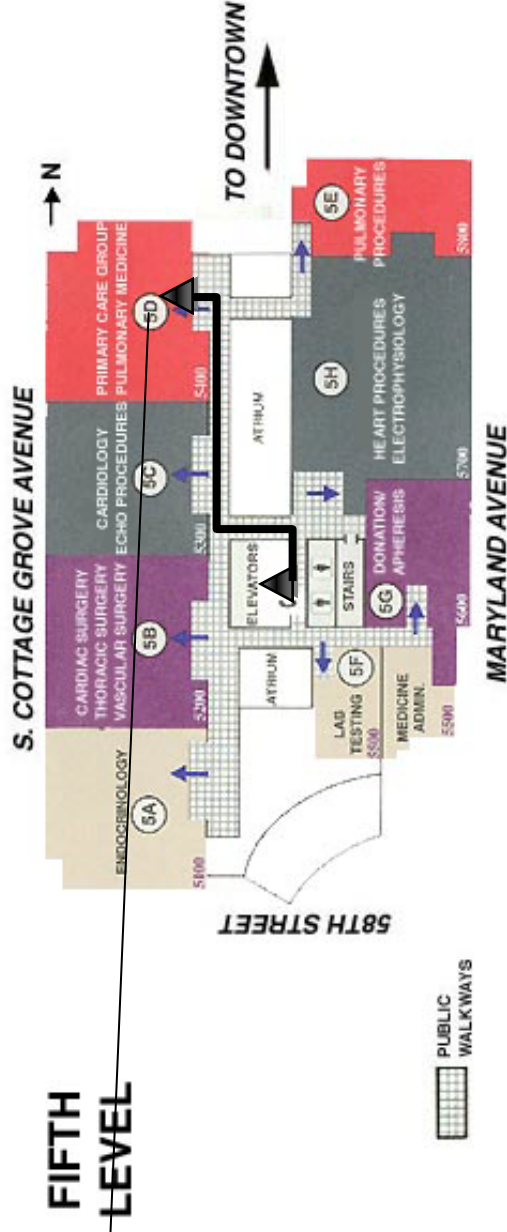 FIFTH
LEVEL
S. COTTAGE GROVE AVENUE
N
TO DOWNTOWN
58TH STREET
MARYLAND AVENUE
ENDOCRINOLOGY
5A
5100
CARDIAC SURGERY
THORACIC SURGERY
VASCULAR SURGERY
5B
5200
CARDIOLOGY
ECHO PROCEDURES
5C
5300
PRIMARY CARE GROUP
PULMONARY MEDICINE
5D
5400
ATRIUM
ELEVATORS
ATRIUM
STAIRS
5E
PULMONARY
PROCEDURES
5800
5H
HEART PROCEDURES
ELECTROPHYSIOLOGY
5700
DONATION/
APHERESIS
5G
5600
LAB
TESTING
5F
5500
MEDICINE
ADMIN.
5500
PUBLIC
WALKWAYS